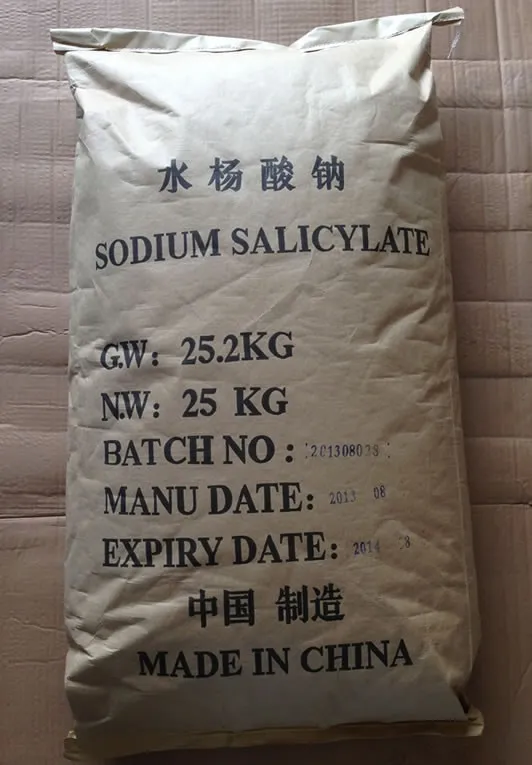 水杨酸钠
SODIUM SALICYLATE
G.W: 25.2KG
N.W: 25 KG
BATCH NO:
MANU DATE: 2013 08
EXPIRY DATE: 2014
中国 制造
MADE IN CHINA